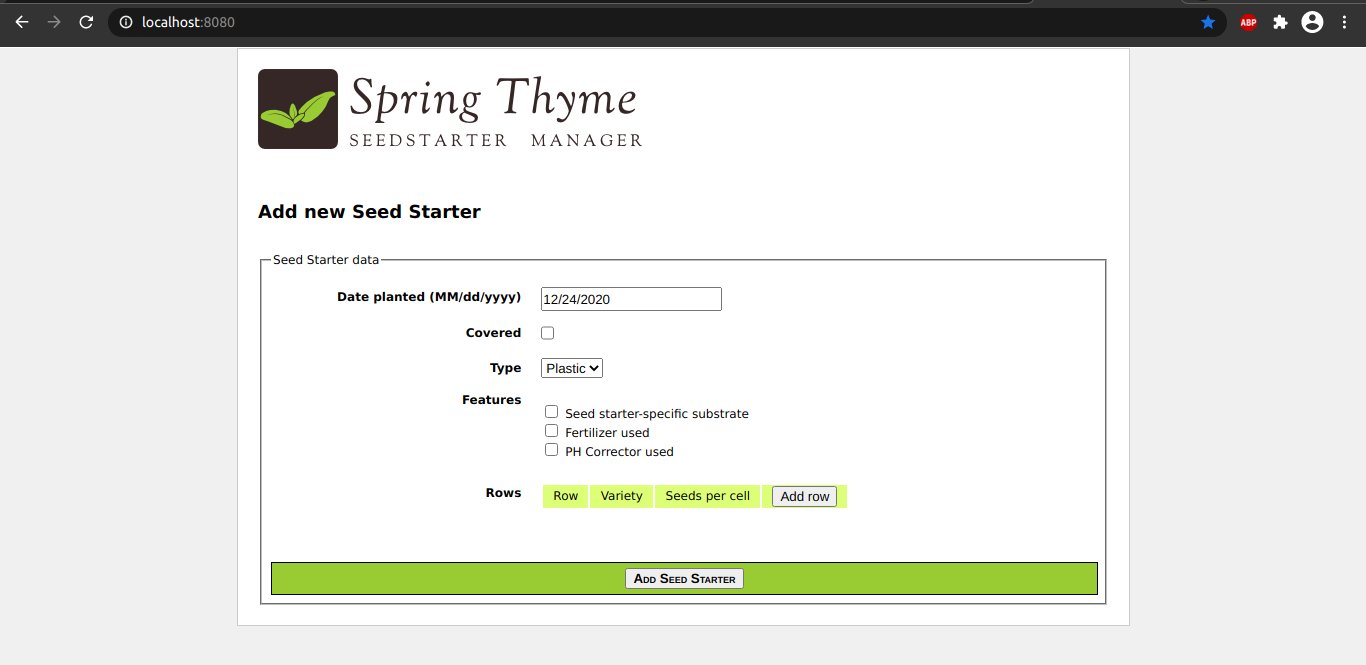 localhost:8080
ABP
Spring Thyme
SEEDSTARTER MANAGER
Add new Seed Starter
Seed Starter data
Date planted (MM/dd/yyyy) 12/24/2020
Covered
Type Plastic
Features
Seed starter-specific substrate
Fertilizer used
PH Corrector used
Rows Row Variety Seeds per cell Add row
ADD SEED STARTER